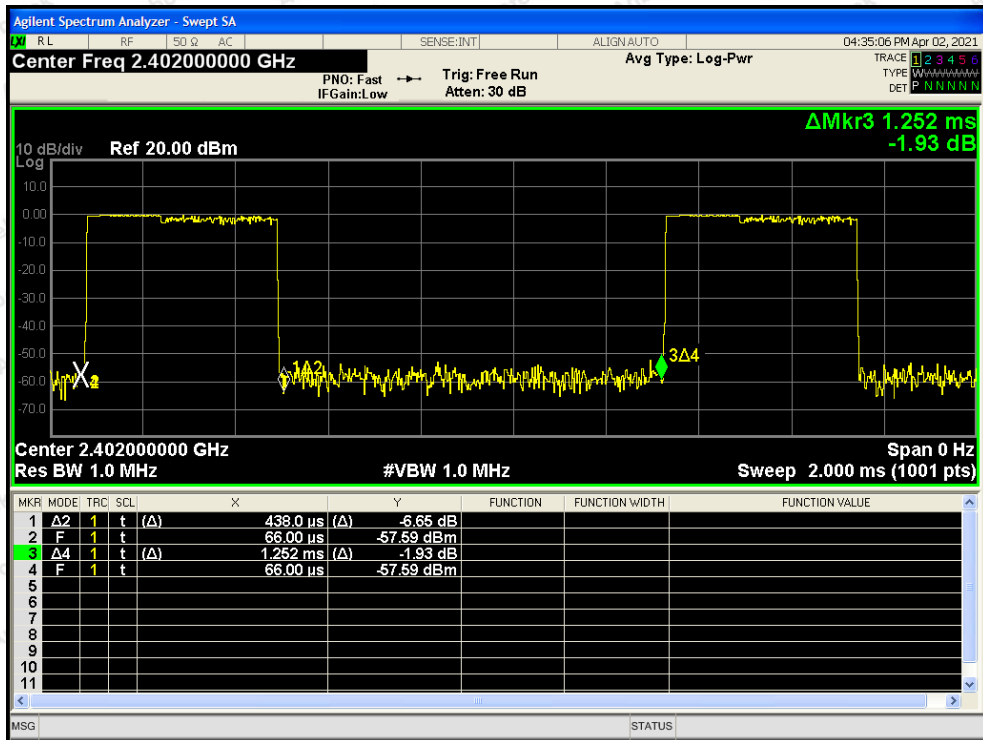 Agilent Spectrum Analyzer - Swept SA
LXI RL RF 50 Ω AC SENSE:INT ALIGNAUTO 04:35:06 PM Apr 02, 2021
Center Freq 2.402000000 GHz Avg Type: Log-Pwr TRACE 1 2 3 4 5 6
PNO: Fast Trig: Free Run TYPE WWWWWW
IFGain:Low Atten: 30 dB DET P N N N N N
ΔMkr3 1.252 ms
-1.93 dB
10 dB/div Ref 20.00 dBm
Log
10.0
0.00
-10.0
-20.0
-30.0
-40.0
-50.0
3Δ4
1Δ2
-60.0
-70.0
Center 2.402000000 GHz Span 0 Hz
Res BW 1.0 MHz #VBW 1.0 MHz Sweep 2.000 ms (1001 pts)
MKR MODE TRC SCL X Y FUNCTION FUNCTION WIDTH FUNCTION VALUE
1 Δ2 1 t (Δ) 438.0 µs (Δ) -6.65 dB
2 F 1 t 66.00 µs -57.59 dBm
3 Δ4 1 t (Δ) 1.252 ms (Δ) -1.93 dB
4 F 1 t 66.00 µs -57.59 dBm
5
6
7
8
9
10
11
MSG STATUS